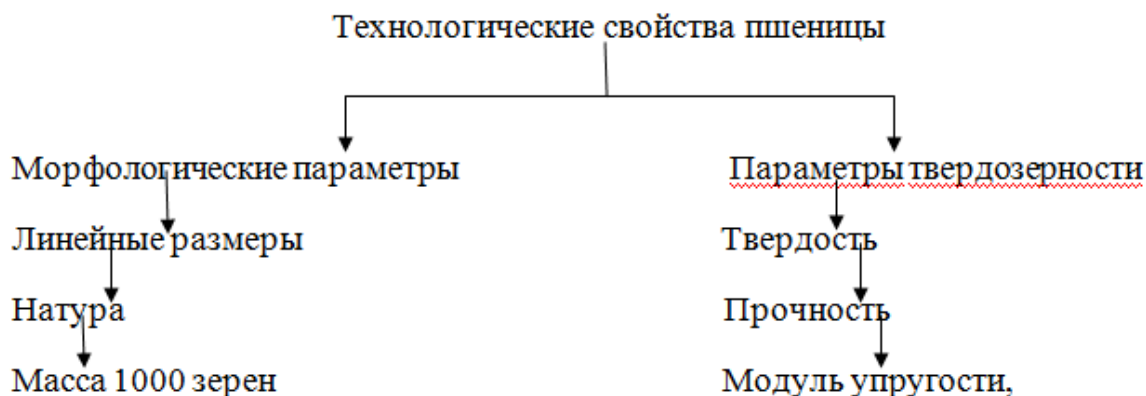 Технологические свойства пшеницы
Морфологические параметры
Параметры твердозерности
Линейные размеры
Твердость
Натура
Прочность
Масса 1000 зерен
Модуль упругости,